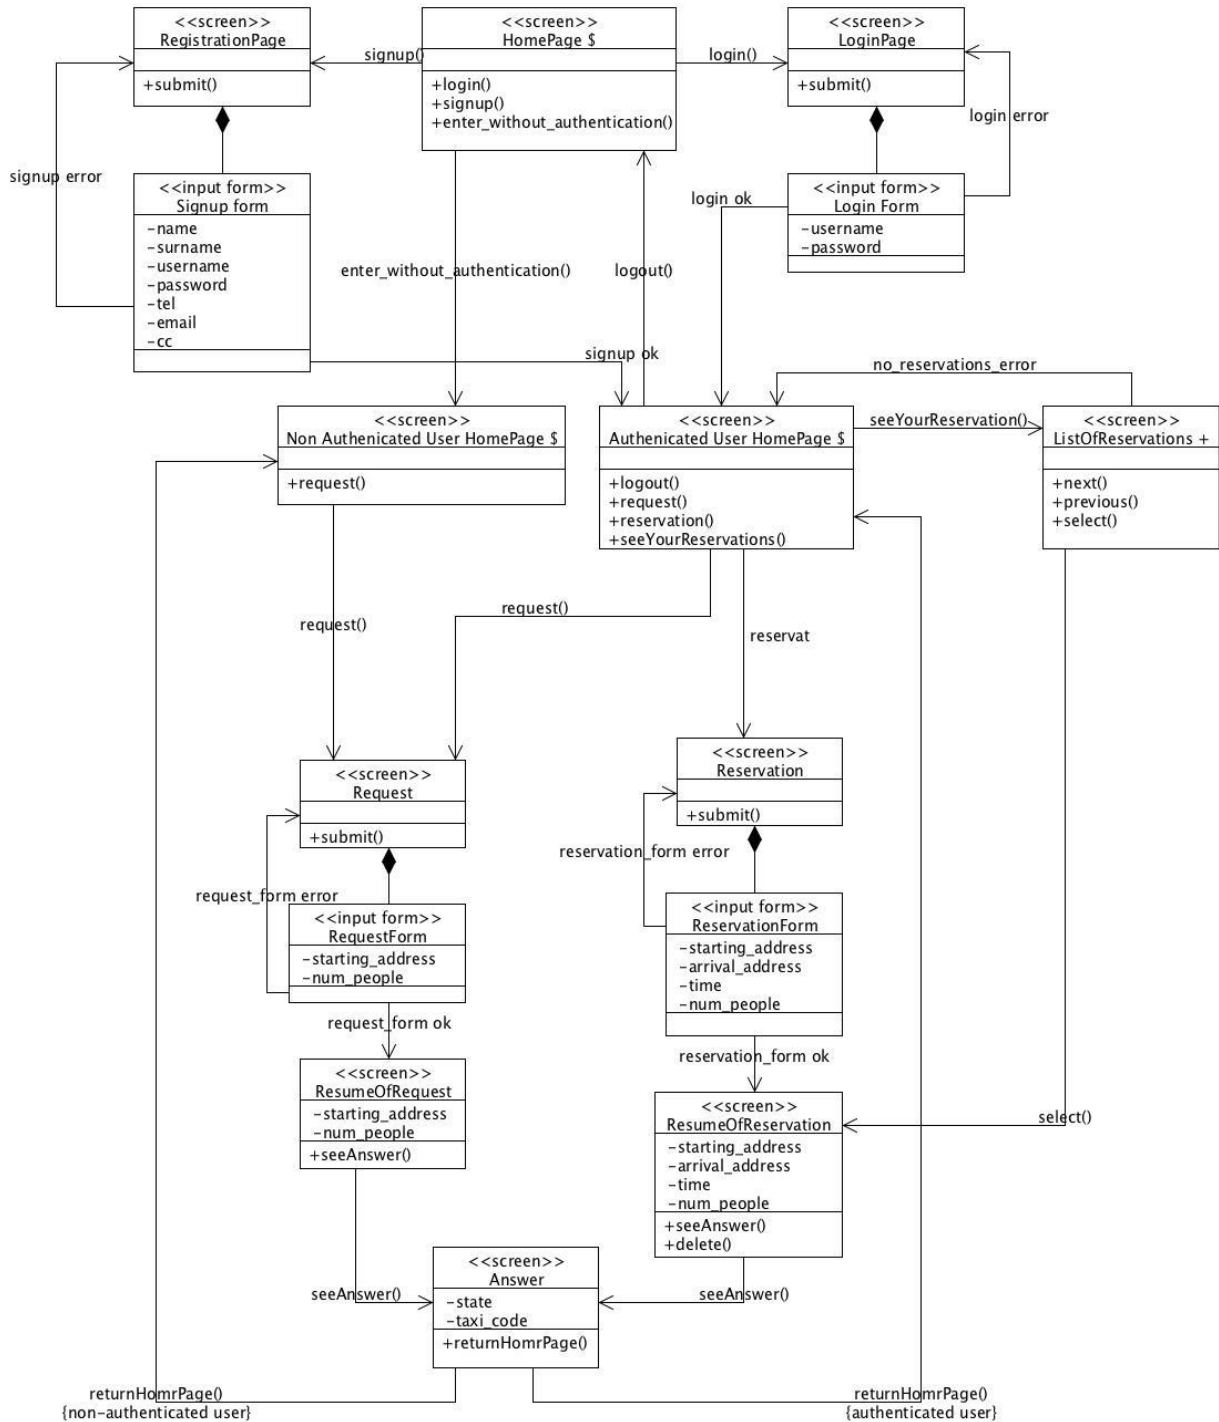 <<screen>>
RegistrationPage
+submit()
<<screen>>
HomePage $
+login()
+signup()
+enter_without_authentication()
<<screen>>
LoginPage
+submit()
signup()
login()
login error
signup error
<<input form>>
Signup form
-name
-surname
-username
-password
-tel
-email
-cc
<<input form>>
Login Form
-username
-password
login ok
enter_without_authentication()
logout()
signup ok
no_reservations_error
<<screen>>
Non Authenicated User HomePage $
+request()
<<screen>>
Authenicated User HomePage $
+logout()
+request()
+reservation()
+seeYourReservations()
seeYourReservation()
<<screen>>
ListOfReservations +
+next()
+previous()
+select()
request()
request()
reservat
<<screen>>
Request
+submit()
<<screen>>
Reservation
+submit()
request_form error
reservation_form error
<<input form>>
RequestForm
-starting_address
-num_people
<<input form>>
ReservationForm
-starting_address
-arrival_address
-time
-num_people
request_form ok
reservation_form ok
<<screen>>
ResumeOfRequest
-starting_address
-num_people
+seeAnswer()
<<screen>>
ResumeOfReservation
-starting_address
-arrival_address
-time
-num_people
+seeAnswer()
+delete()
select()
<<screen>>
Answer
-state
-taxi_code
+returnHomrPage()
seeAnswer()
seeAnswer()
returnHomrPage()
{non-authenticated user}
returnHomrPage()
{authenticated user}